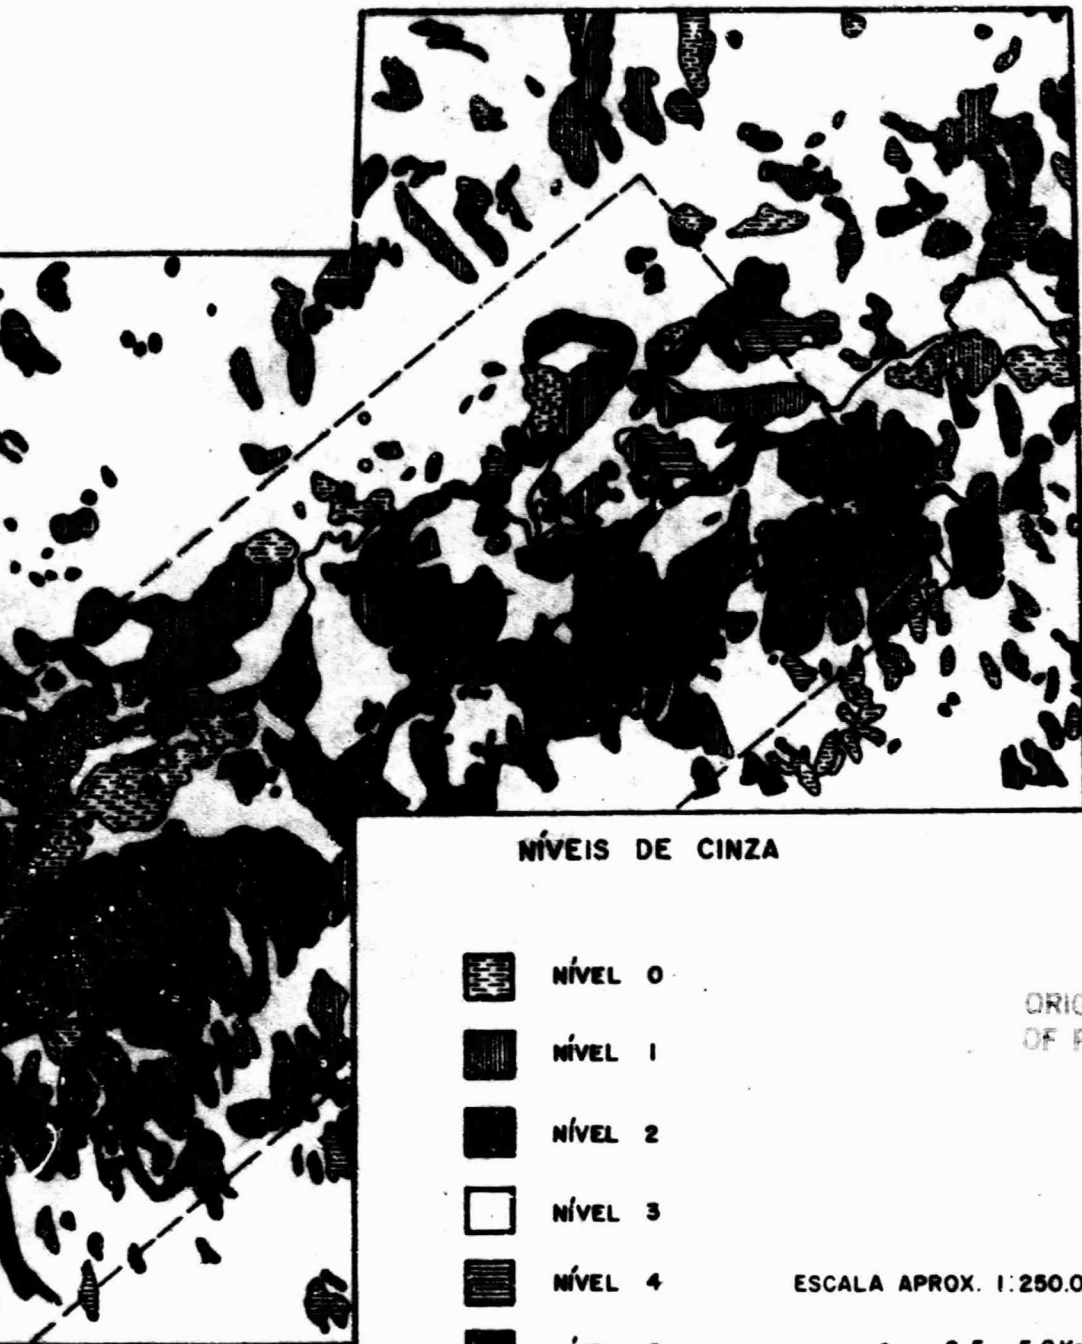 NÍVEIS DE CINZA
NÍVEL 0
NÍVEL 1
NÍVEL 2
NÍVEL 3
NÍVEL 4
ESCALA APROX. 1:250.0